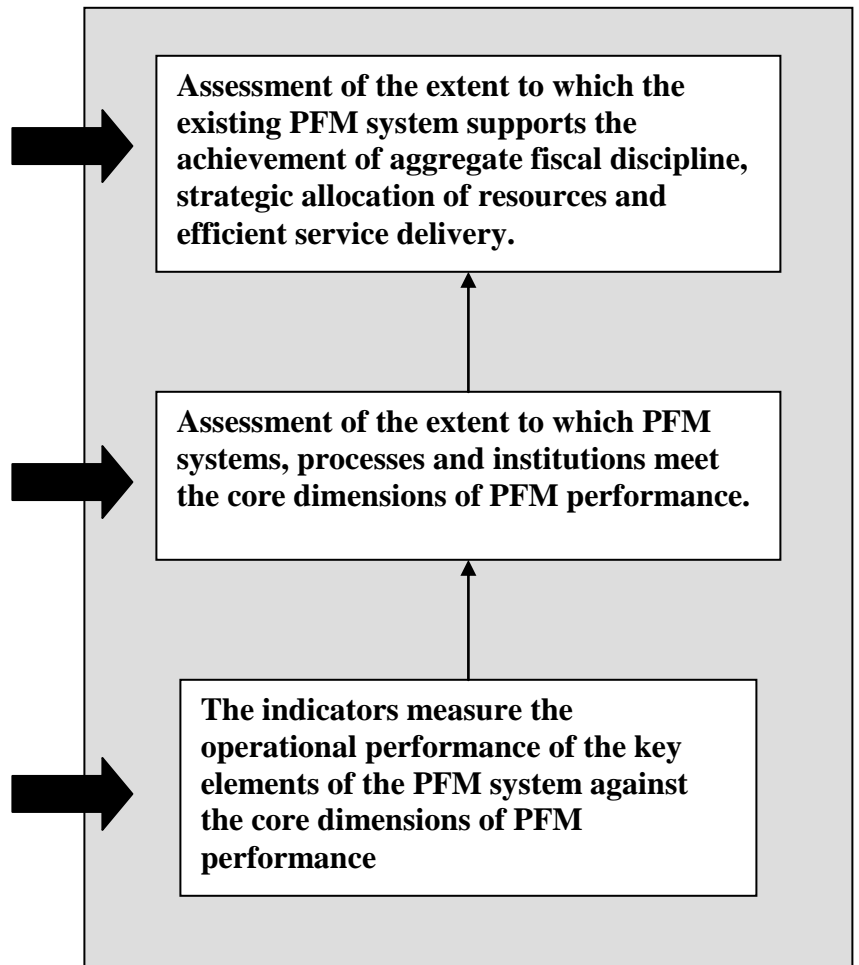 Assessment of the extent to which the
existing PFM system supports the
achievement of aggregate fiscal discipline,
strategic allocation of resources and
efficient service delivery.
Assessment of the extent to which PFM
systems, processes and institutions meet
the core dimensions of PFM performance.
The indicators measure the
operational performance of the key
elements of the PFM system against
the core dimensions of PFM
performance